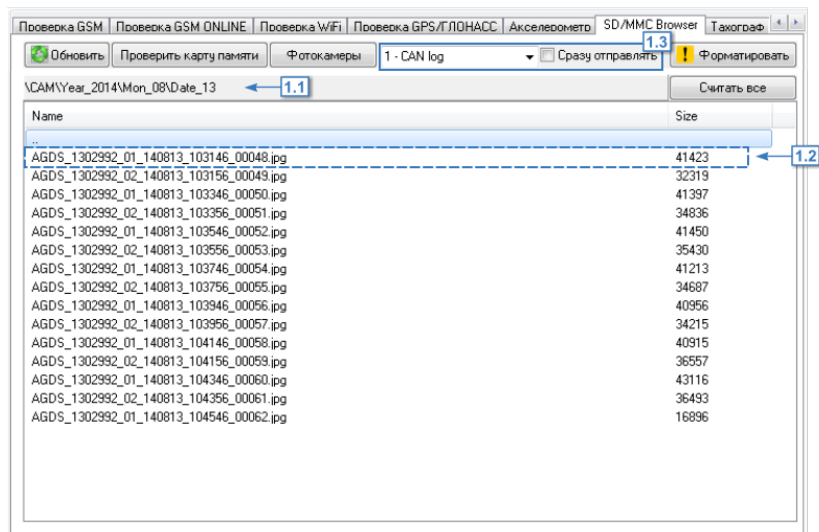 Проверка GSM Проверка GSM ONLINE Проверка WiFi Проверка GPS/ГЛОНАСС Акселерометр SD/MMC Browser Тахограф
1.3
Обновить Проверить карту памяти Фотокамеры 1 - CAN log Сразу отправлять ! Форматировать
\CAM\Year_2014\Mon_08\Date_13 1.1 Считать все
Name Size
..
AGDS_1302992_01_140813_103146_00048.jpg 41423 1.2
AGDS_1302992_02_140813_103156_00049.jpg 32319
AGDS_1302992_01_140813_103346_00050.jpg 41397
AGDS_1302992_02_140813_103356_00051.jpg 34836
AGDS_1302992_01_140813_103546_00052.jpg 41450
AGDS_1302992_02_140813_103556_00053.jpg 35430
AGDS_1302992_01_140813_103746_00054.jpg 41213
AGDS_1302992_02_140813_103756_00055.jpg 34687
AGDS_1302992_01_140813_103946_00056.jpg 40956
AGDS_1302992_02_140813_103956_00057.jpg 34215
AGDS_1302992_01_140813_104146_00058.jpg 40915
AGDS_1302992_02_140813_104156_00059.jpg 36557
AGDS_1302992_01_140813_104346_00060.jpg 43116
AGDS_1302992_02_140813_104356_00061.jpg 36493
AGDS_1302992_01_140813_104546_00062.jpg 16896